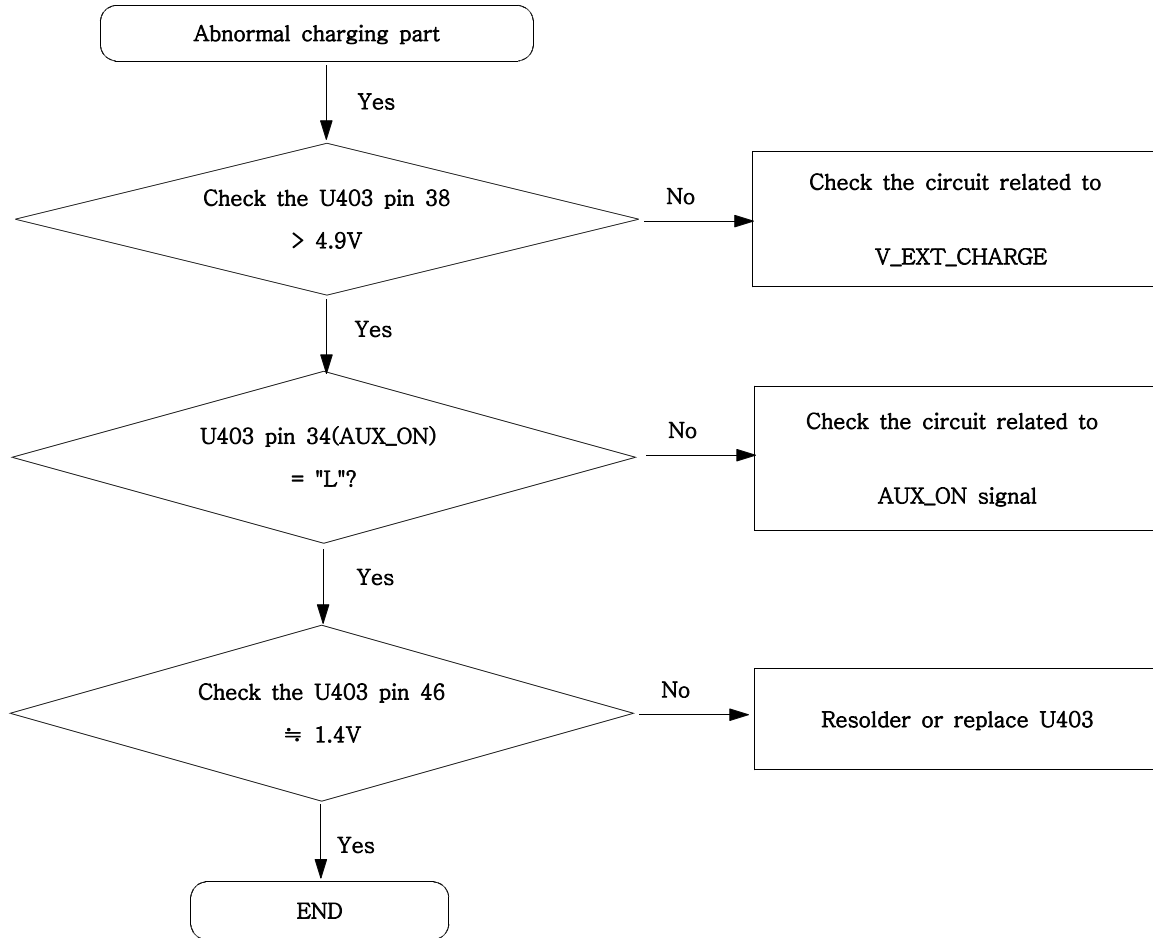 Abnormal charging part
Yes
Check the U403 pin 38
> 4.9V
No
Check the circuit related to
V_EXT_CHARGE
Yes
U403 pin 34(AUX_ON)
= "L"?
No
Check the circuit related to
AUX_ON signal
Yes
Check the U403 pin 46
≒ 1.4V
No
Resolder or replace U403
Yes
END